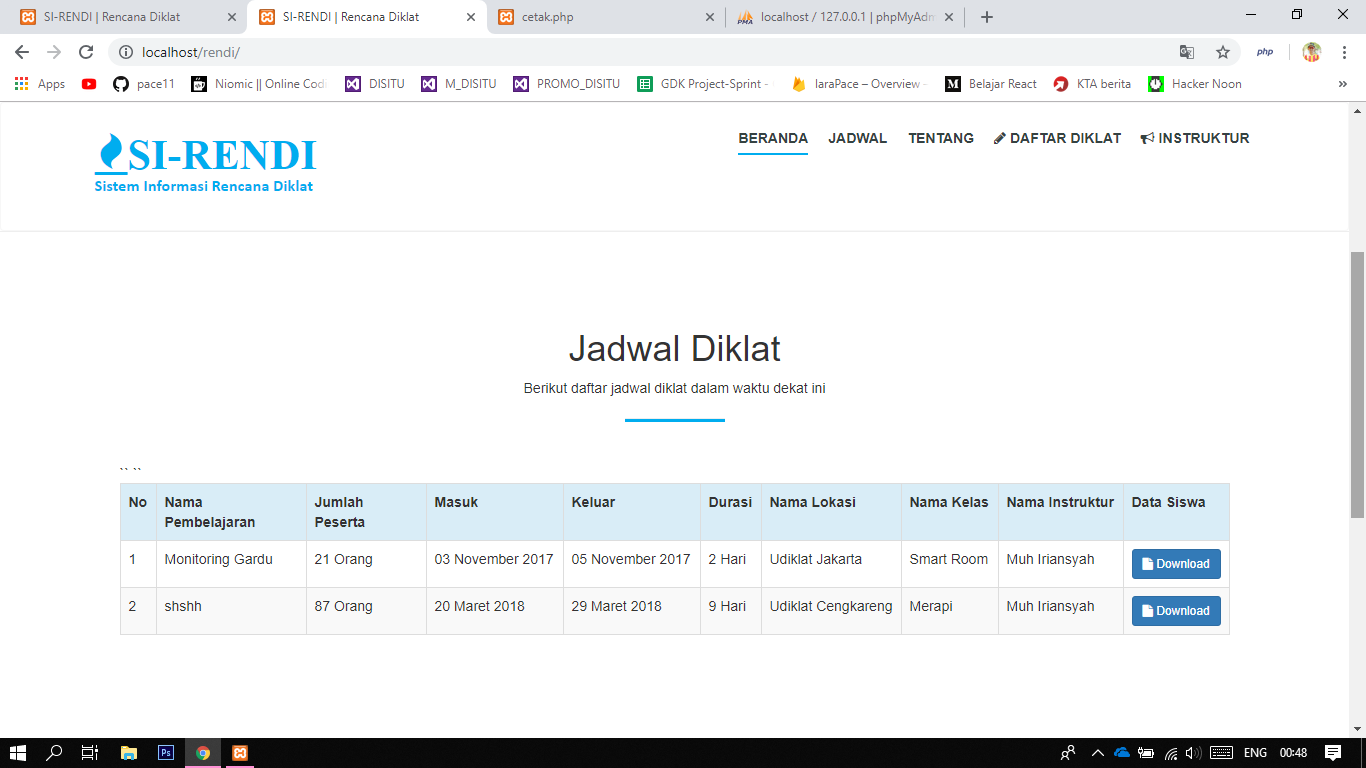 SI-RENDI | Rencana Diklat
SI-RENDI | Rencana Diklat
cetak.php
localhost / 127.0.0.1 | phpMyAdm
localhost/rendi/
php
Apps
pace11
Niomic || Online Cod
DISITU
M_DISITU
PROMO_DISITU
GDK Project-Sprint -
laraPace – Overview -
Belajar React
KTA berita
Hacker Noon
»
SI-RENDI
Sistem Informasi Rencana Diklat
BERANDA JADWAL TENTANG DAFTAR DIKLAT INSTRUKTUR
Jadwal Diklat
Berikut daftar jadwal diklat dalam waktu dekat ini
`` ``
No Nama Pembelajaran Jumlah Peserta Masuk Keluar Durasi Nama Lokasi Nama Kelas Nama Instruktur Data Siswa
1 Monitoring Gardu 21 Orang 03 November 2017 05 November 2017 2 Hari Udiklat Jakarta Smart Room Muh Iriansyah Download
2 shshh 87 Orang 20 Maret 2018 29 Maret 2018 9 Hari Udiklat Cengkareng Merapi Muh Iriansyah Download
Ps
ENG 00:48